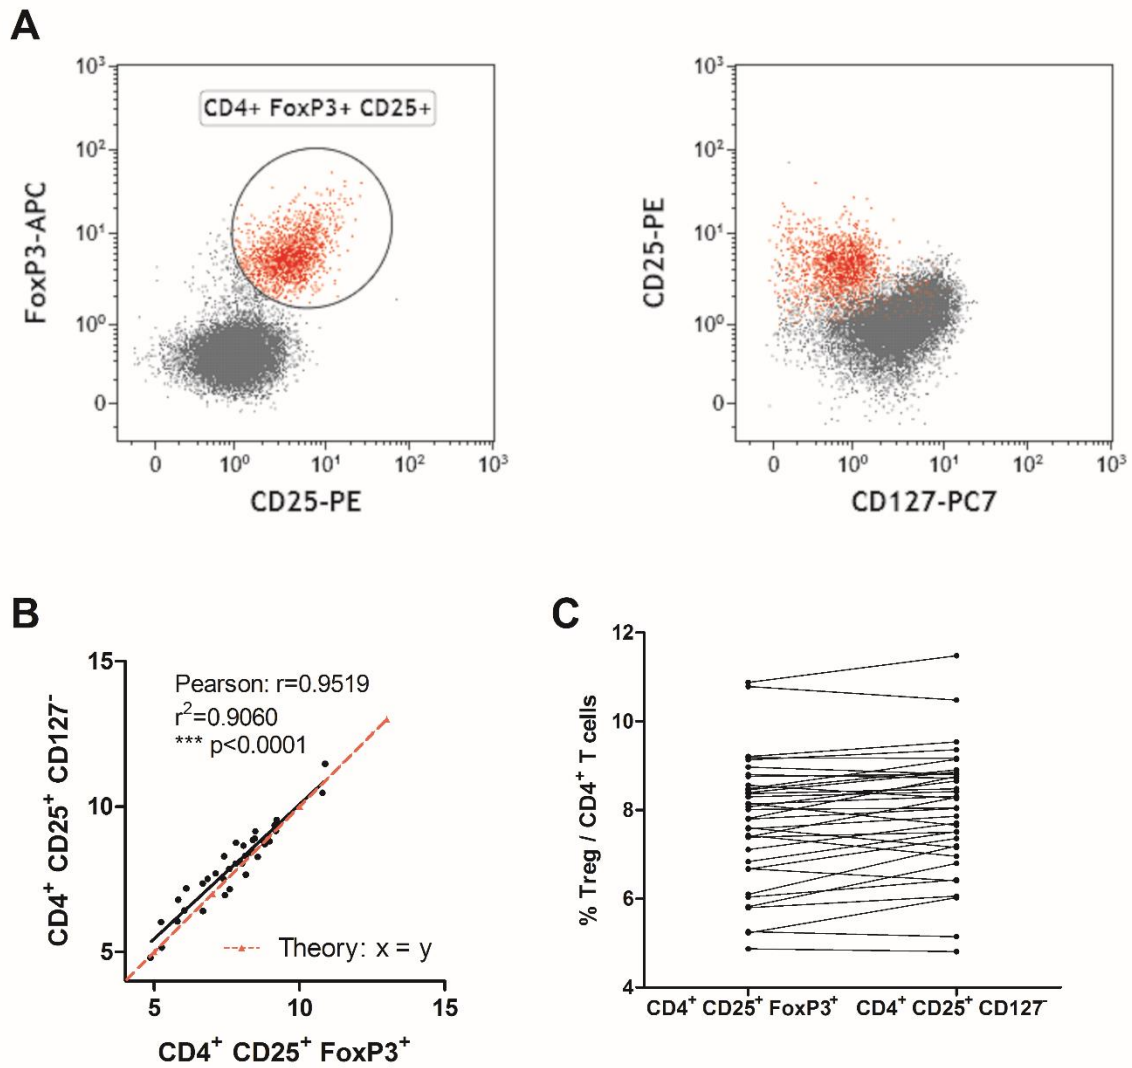 A
10³
10²
10¹
10⁰
0
FoxP3-APC
CD4+ FoxP3+ CD25+
0 10⁰ 10¹ 10² 10³
CD25-PE
10³
10²
10¹
10⁰
0
CD25-PE
0 10⁰ 10¹ 10² 10³
CD127-PC7
B
15
10
5
CD4⁺ CD25⁺ CD127⁻
Pearson: r=0.9519
r²=0.9060
*** p<0.0001
Theory: x = y
5 10 15
CD4⁺ CD25⁺ FoxP3⁺
C
12
10
8
6
4
% Treg / CD4⁺ T cells
CD4⁺ CD25⁺ FoxP3⁺ CD4⁺ CD25⁺ CD127⁻